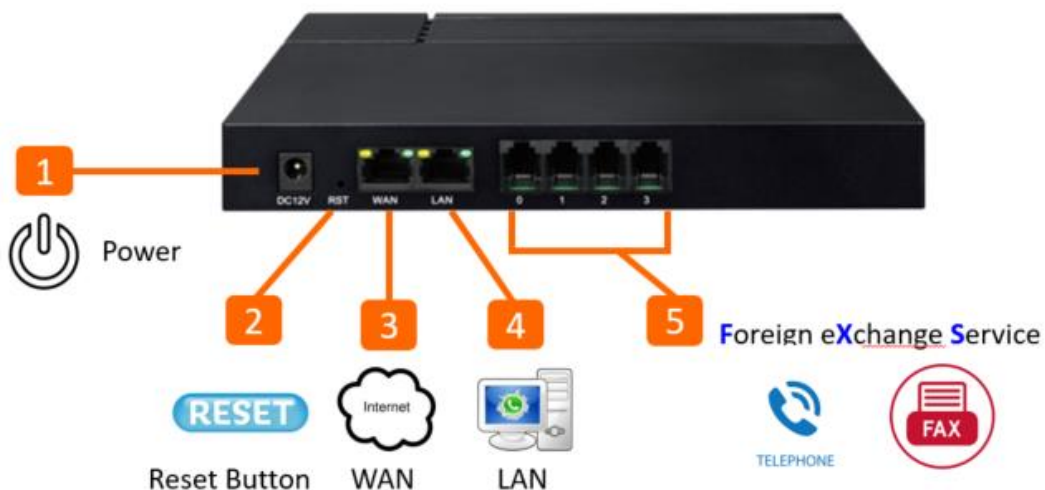 1
DC12V RST WAN LAN 0 1 2 3
Power
2 3 4 5
Foreign eXchange Service
RESET
Internet
TELEPHONE
FAX
Reset Button WAN LAN